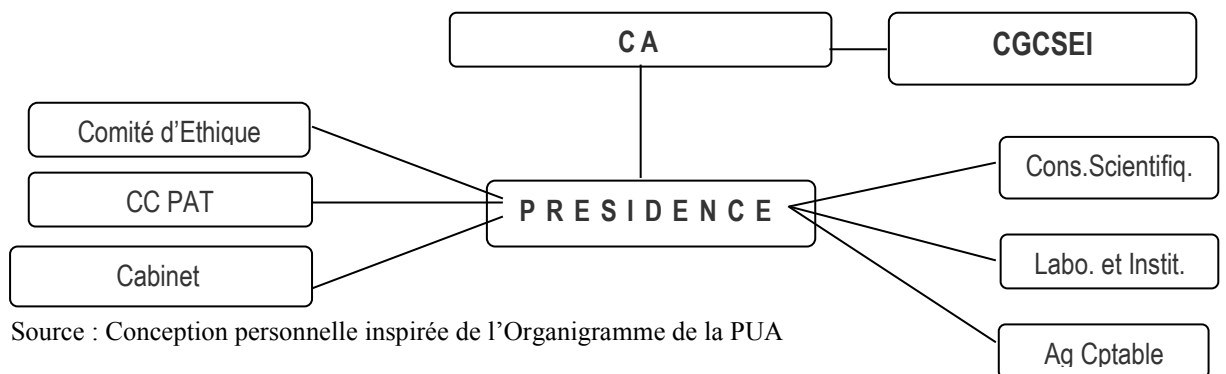 C A
CGCSEI
Comité d'Ethique
Cons.Scientifiq.
CC PAT
P R E S I D E N C E
Cabinet
Labo. et Instit.
Source : Conception personnelle inspirée de l'Organigramme de la PUA
Ag Cptable